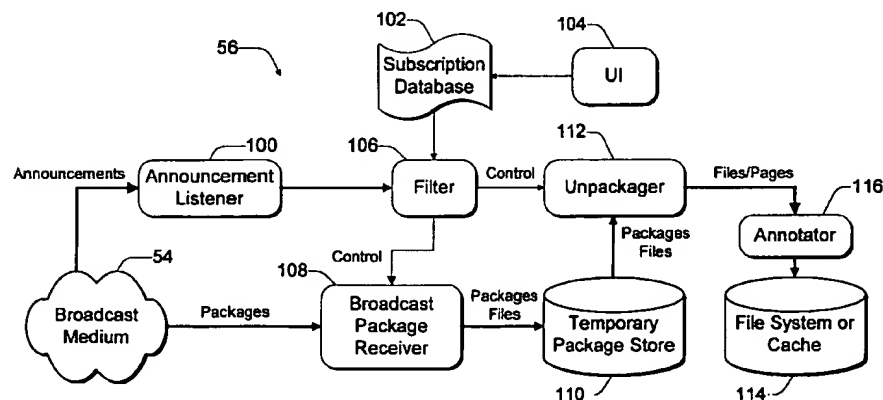 102
104
56
Subscription
Database
UI
100
106
112
Announcements
Announcement
Listener
Filter
Control
Unpackager
Files/Pages
116
Annotator
Packages
Files
54
Control
108
Broadcast
Medium
Packages
Broadcast
Package
Receiver
Packages
Files
Temporary
Package Store
File System or
Cache
110
114